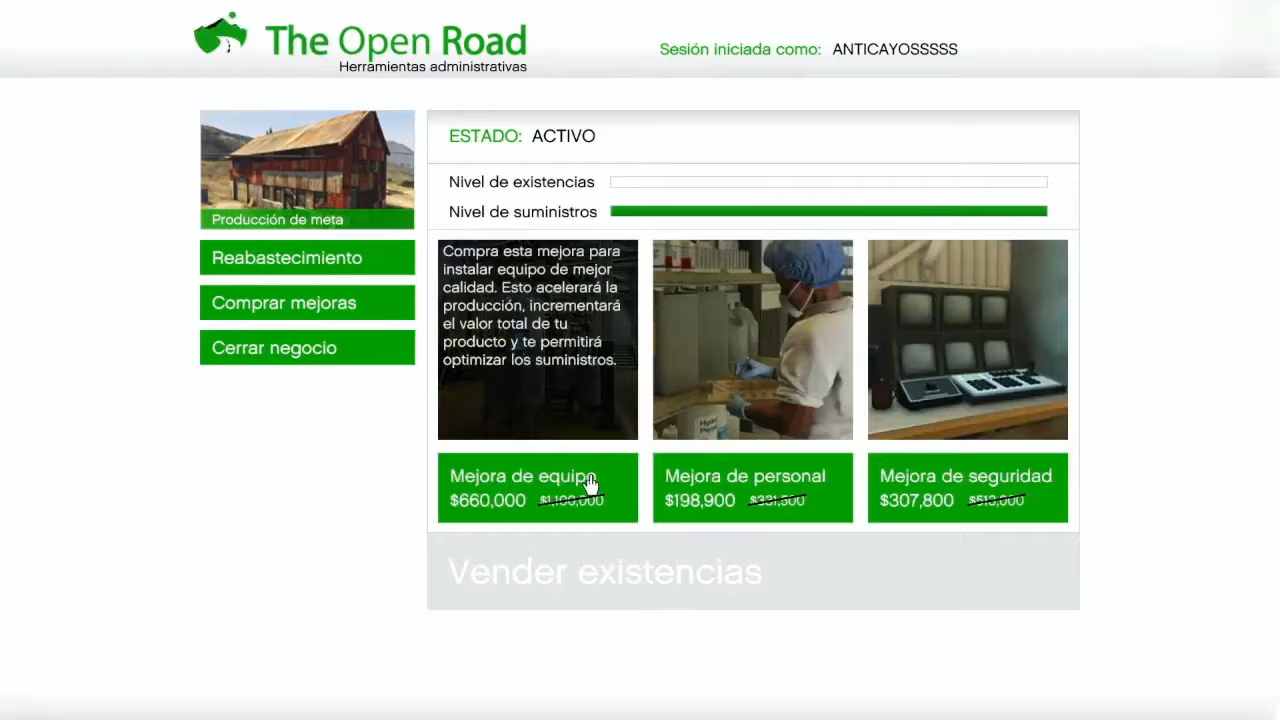 The Open Road
Herramientas administrativas
Sesión iniciada como: ANTICAYOSSSSS
Producción de meta
Reabastecimiento
Comprar mejoras
Cerrar negocio
ESTADO: ACTIVO
Nivel de existencias
Nivel de suministros
Compra esta mejora para
instalar equipo de mejor
calidad. Esto acelerará la
producción, incrementará
el valor total de tu
producto y te permitirá
optimizar los suministros.
Mejora de equipo
$660,000 $1,100,000
Mejora de personal
$198,900 $331,500
Mejora de seguridad
$307,800 $513,000
Vender existencias